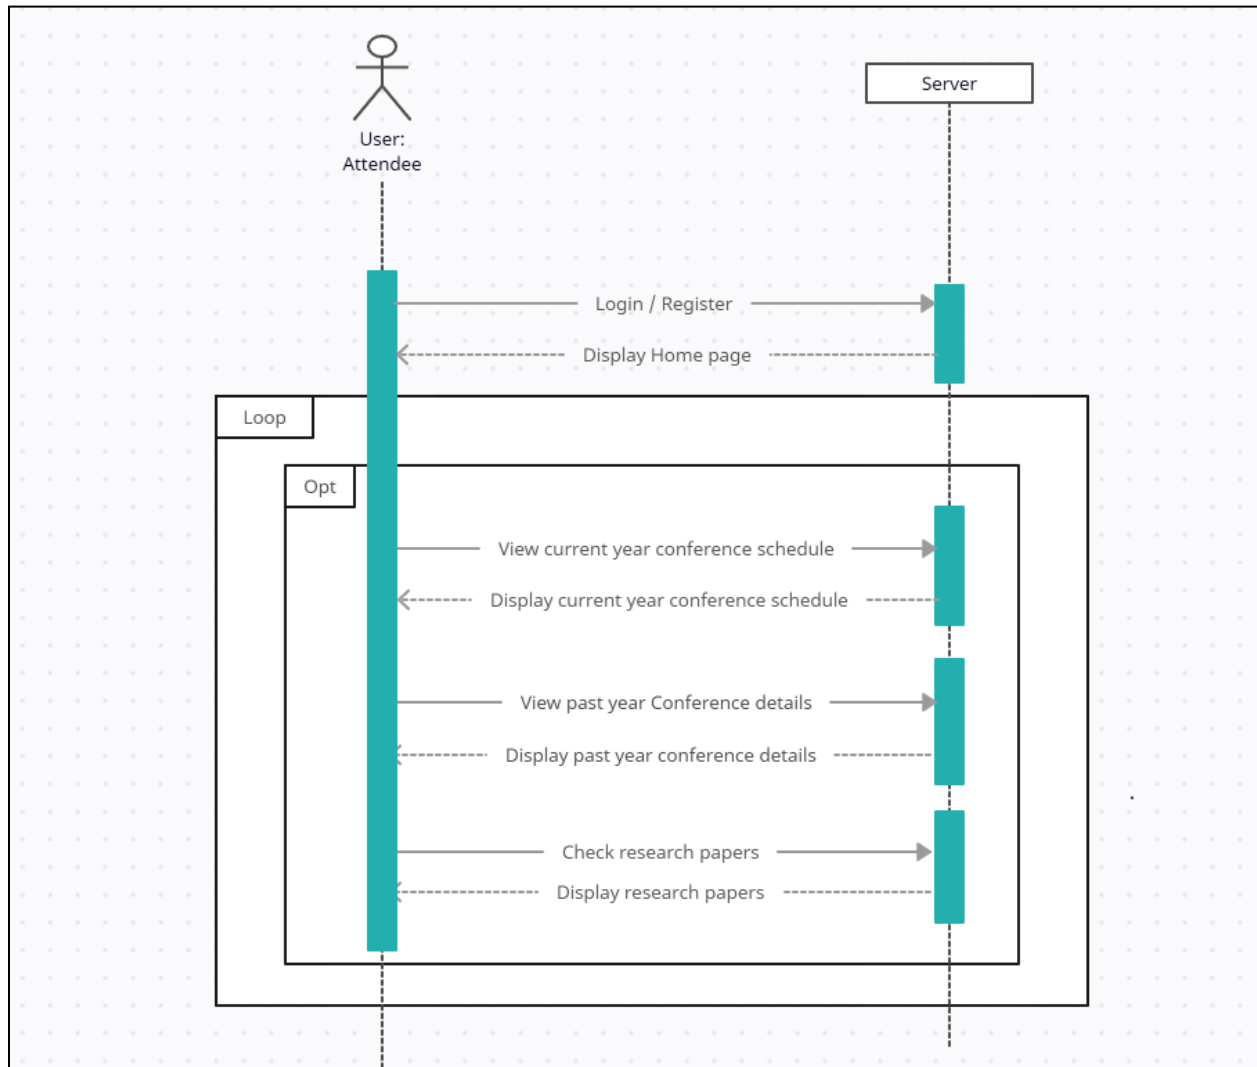 Server
User:
Attendee
Login / Register
Display Home page
Loop
Opt
View current year conference schedule
Display current year conference schedule
View past year Conference details
Display past year conference details
Check research papers
Display research papers